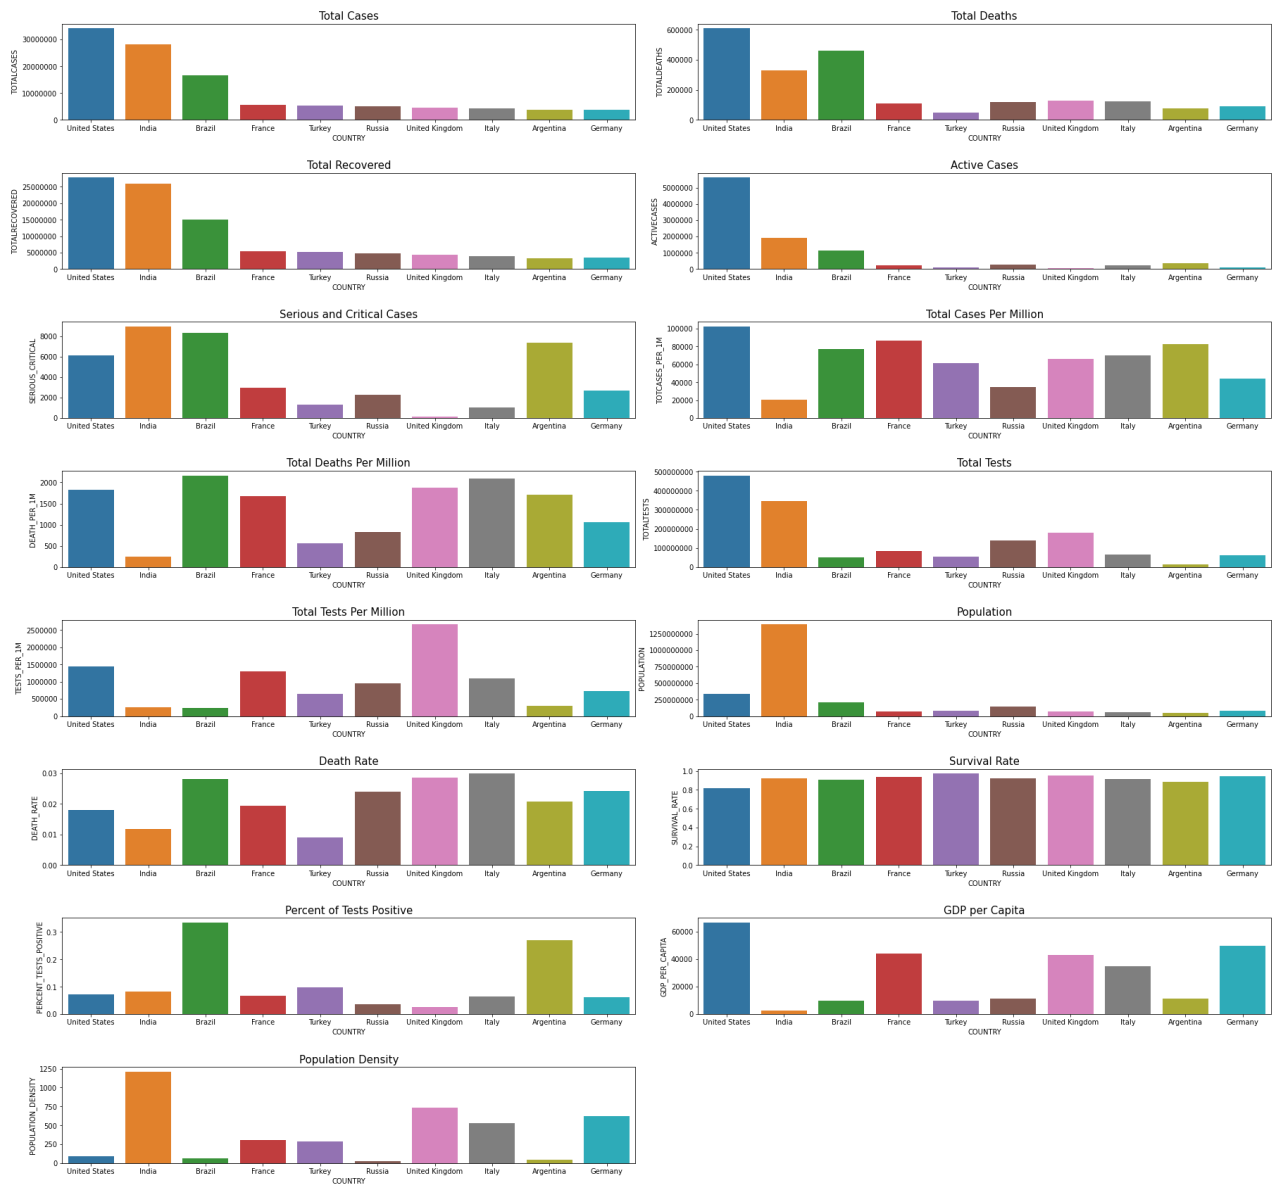 Total Cases
TOTALCASES
30000000
20000000
10000000
0
United States India Brazil France Turkey Russia United Kingdom Italy Argentina Germany
COUNTRY
Total Deaths
TOTALDEATHS
600000
400000
200000
0
United States India Brazil France Turkey Russia United Kingdom Italy Argentina Germany
COUNTRY
Total Recovered
TOTALRECOVERED
25000000
20000000
15000000
10000000
5000000
0
United States India Brazil France Turkey Russia United Kingdom Italy Argentina Germany
COUNTRY
Active Cases
ACTIVECASES
5000000
4000000
3000000
2000000
1000000
0
United States India Brazil France Turkey Russia United Kingdom Italy Argentina Germany
COUNTRY
Serious and Critical Cases
SERIOUS_CRITICAL
8000
6000
4000
2000
0
United States India Brazil France Turkey Russia United Kingdom Italy Argentina Germany
COUNTRY
Total Cases Per Million
TOTCASES_PER_1M
100000
80000
60000
40000
20000
0
United States India Brazil France Turkey Russia United Kingdom Italy Argentina Germany
COUNTRY
Total Deaths Per Million
DEATH_PER_1M
2000
1500
1000
500
0
United States India Brazil France Turkey Russia United Kingdom Italy Argentina Germany
COUNTRY
Total Tests
TOTALTESTS
500000000
400000000
300000000
200000000
100000000
0
United States India Brazil France Turkey Russia United Kingdom Italy Argentina Germany
COUNTRY
Total Tests Per Million
TESTS_PER_1M
2500000
2000000
1500000
1000000
500000
0
United States India Brazil France Turkey Russia United Kingdom Italy Argentina Germany
COUNTRY
Population
POPULATION
1250000000
1000000000
750000000
500000000
250000000
0
United States India Brazil France Turkey Russia United Kingdom Italy Argentina Germany
COUNTRY
Death Rate
DEATH_RATE
0.03
0.02
0.01
0.00
United States India Brazil France Turkey Russia United Kingdom Italy Argentina Germany
COUNTRY
Survival Rate
SURVIVAL_RATE
1.0
0.8
0.6
0.4
0.2
0.0
United States India Brazil France Turkey Russia United Kingdom Italy Argentina Germany
COUNTRY
Percent of Tests Positive
PERCENT_TESTS_POSITIVE
0.3
0.2
0.1
0.0
United States India Brazil France Turkey Russia United Kingdom Italy Argentina Germany
COUNTRY
GDP per Capita
GDP_PER_CAPITA
60000
40000
20000
0
United States India Brazil France Turkey Russia United Kingdom Italy Argentina Germany
COUNTRY
Population Density
POPULATION_DENSITY
1250
1000
750
500
250
0
United States India Brazil France Turkey Russia United Kingdom Italy Argentina Germany
COUNTRY